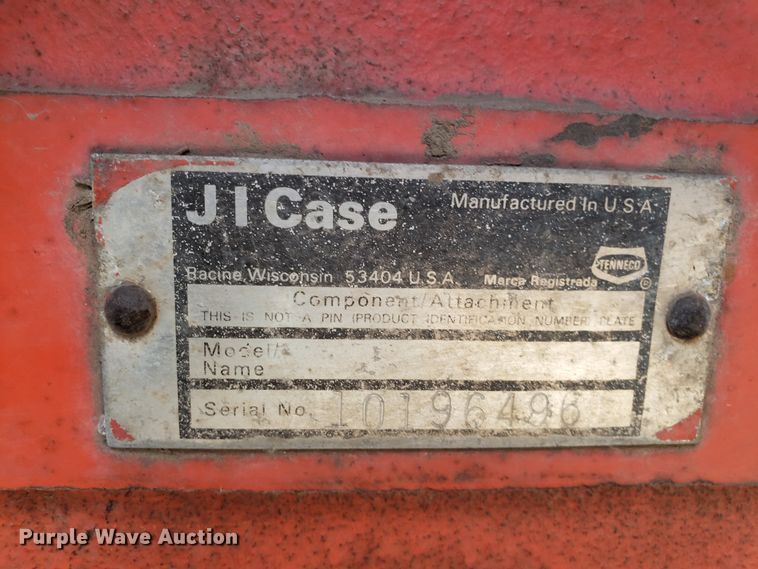 J I Case
Manufactured In U.S.A.
TENNECO
Racine, Wisconsin 53404 U.S.A. Marca Registrada ©
Component/Attachment
THIS IS NOT A PIN (PRODUCT IDENTIFICATION NUMBER) PLATE
Model/
Name
Serial No. 10196496
Purple Wave Auction®